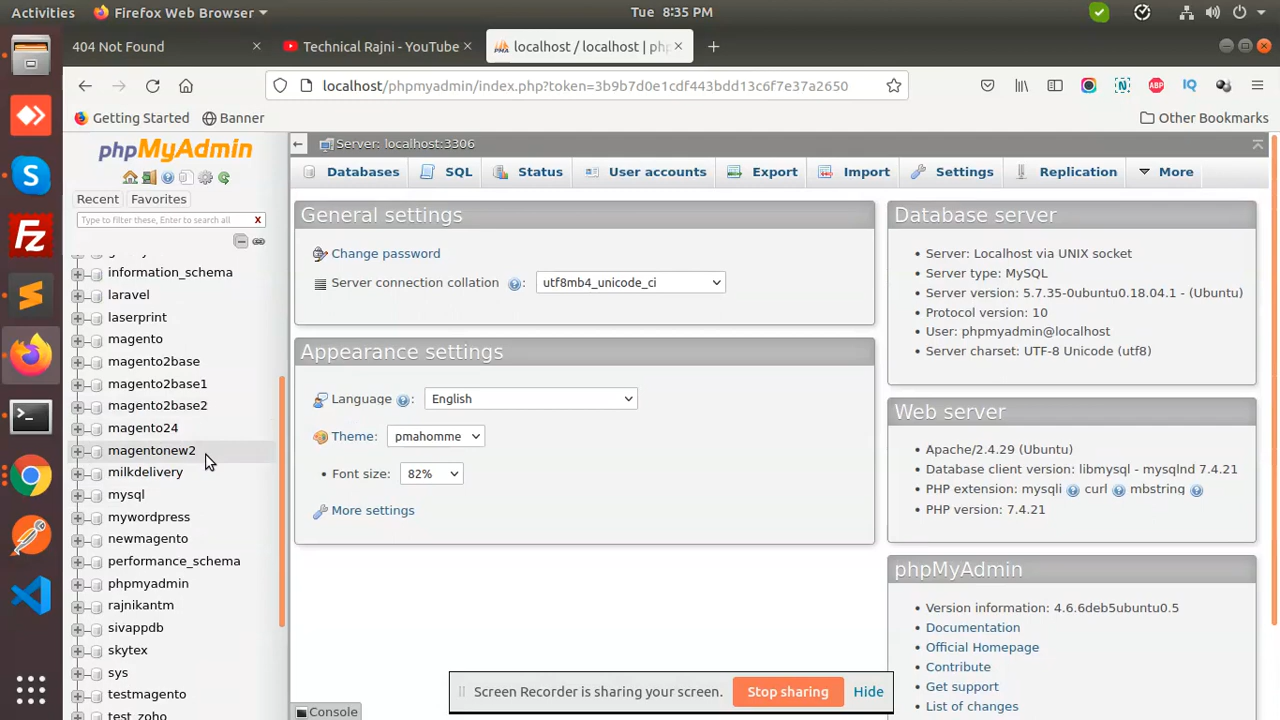 Activities
Firefox Web Browser
Tue 8:35 PM
404 Not Found
Technical Rajni - YouTube
localhost / localhost | php
localhost/phpmyadmin/index.php?token=3b9b7d0e1cdf443bdd13c6f7e37a2650
Getting Started
Banner
Other Bookmarks
phpMyAdmin
Recent
Favorites
Type to filter these, Enter to search all
X
information_schema
laravel
laserprint
magento
magento2base
magento2base1
magento2base2
magento24
magentonew2
milkdelivery
mysql
mywordpress
newmagento
performance_schema
phpmyadmin
rajnikantm
sivappdb
skytex
sys
testmagento
test_zoho
Server: localhost:3306
Databases
SQL
Status
User accounts
Export
Import
Settings
Replication
More
General settings
Change password
Server connection collation
:
utf8mb4_unicode_ci
Appearance settings
Language
:
English
Theme:
pmahomme
• Font size:
82%
More settings
Database server
• Server: Localhost via UNIX socket
• Server type: MySQL
• Server version: 5.7.35-0ubuntu0.18.04.1 - (Ubuntu)
• Protocol version: 10
• User: phpmyadmin@localhost
• Server charset: UTF-8 Unicode (utf8)
Web server
• Apache/2.4.29 (Ubuntu)
• Database client version: libmysql - mysqlnd 7.4.21
• PHP extension: mysqli curl mbstring
• PHP version: 7.4.21
phpMyAdmin
• Version information: 4.6.6deb5ubuntu0.5
• Documentation
• Official Homepage
• Contribute
• Get support
• List of changes
Screen Recorder is sharing your screen.
Stop sharing
Hide
Console